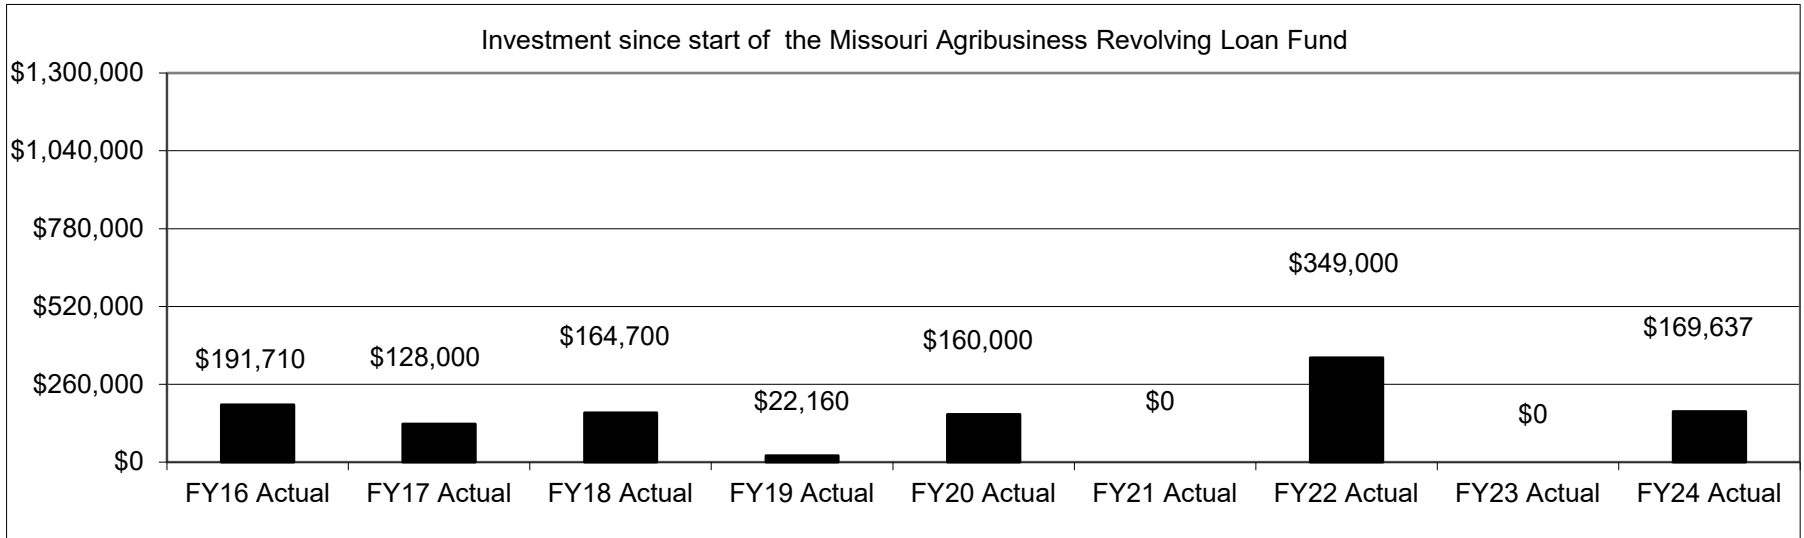 Investment since start of  the Missouri Agribusiness Revolving Loan Fund
$1,300,000
$1,040,000
$780,000
$520,000
$260,000
$0
$191,710
$128,000
$164,700
$22,160
$160,000
$0
$349,000
$0
$169,637
FY16 Actual
FY17 Actual
FY18 Actual
FY19 Actual
FY20 Actual
FY21 Actual
FY22 Actual
FY23 Actual
FY24 Actual